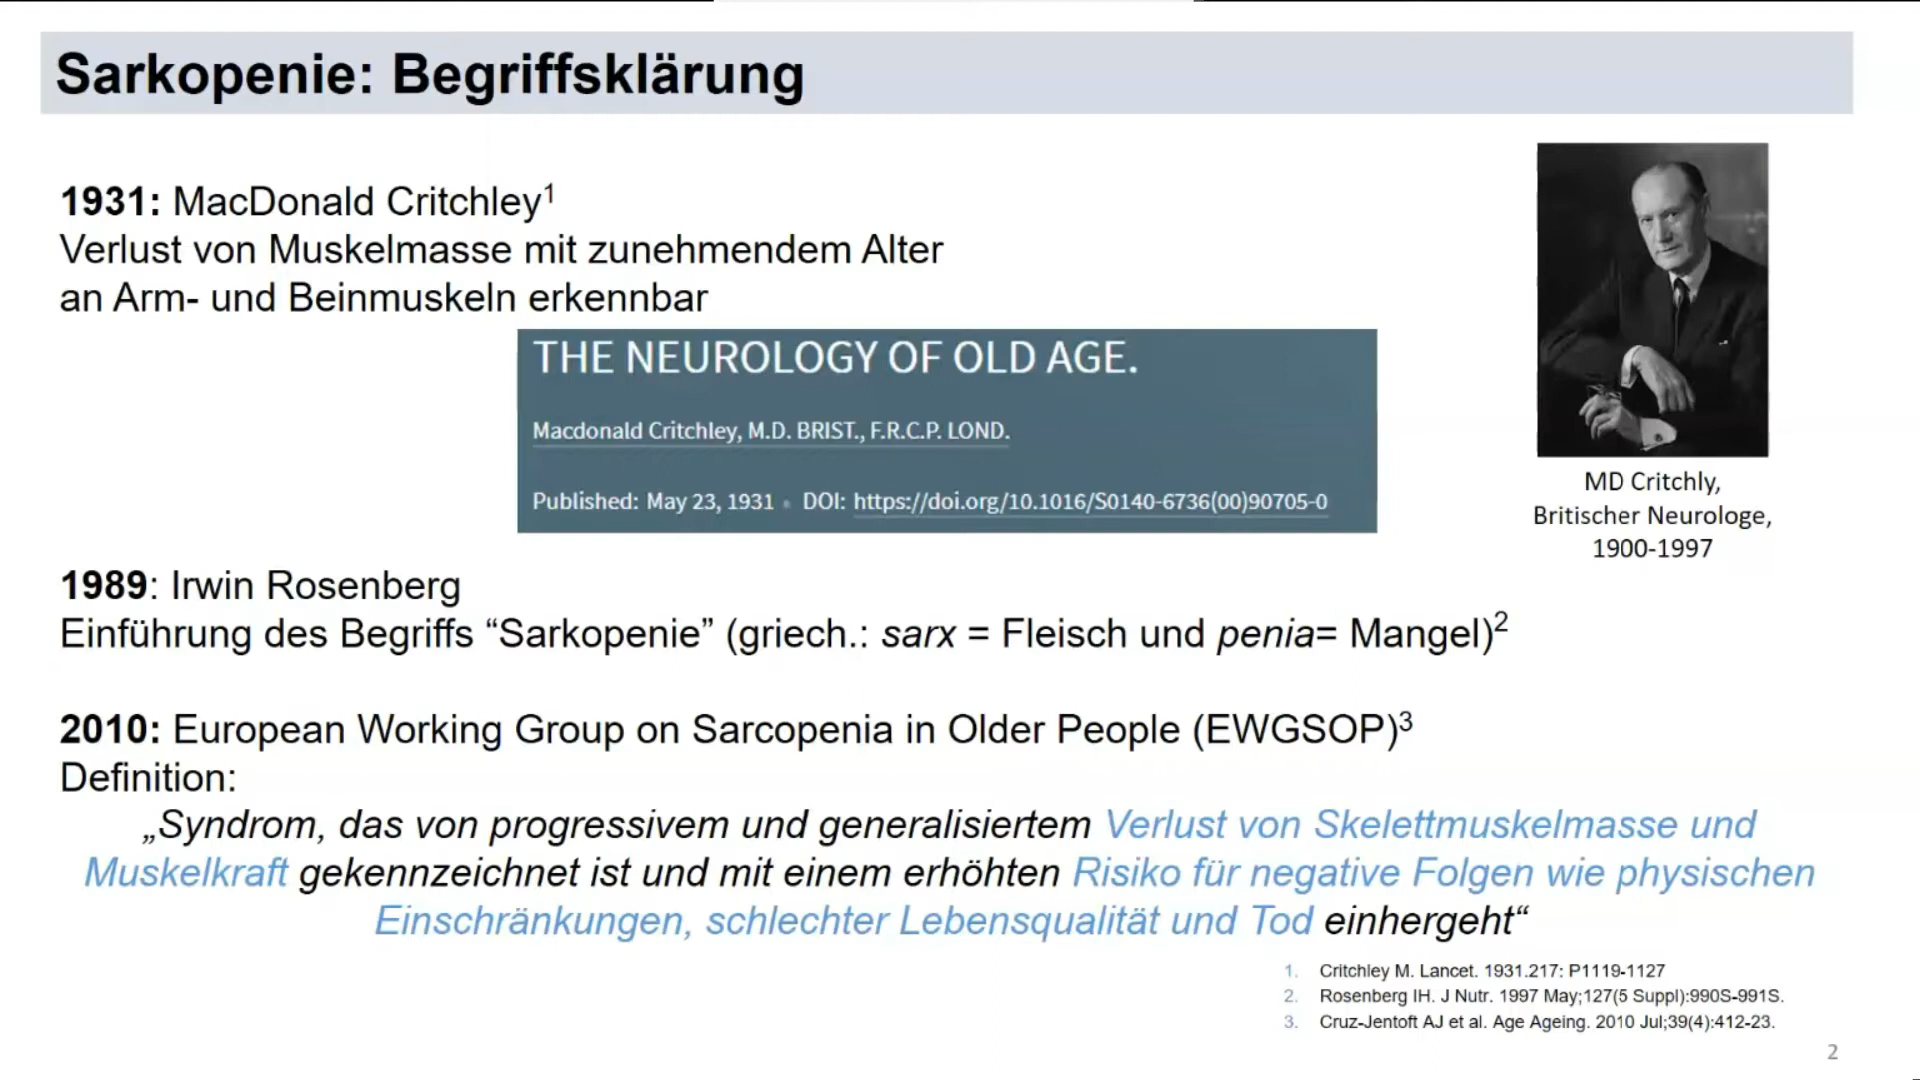 Sarkopenie: Begriffsklärung
1931: MacDonald Critchley1
Verlust von Muskelmasse mit zunehmendem Alter
an Arm- und Beinmuskeln erkennbar
THE NEUROLOGY OF OLD AGE.
Macdonald Critchley, M.D. BRIST., F.R.C.P. LOND.
Published: May 23, 1931 • DOI: https://doi.org/10.1016/S0140-6736(00)90705-0
MD Critchly,
Britischer Neurologe,
1900-1997
1989: Irwin Rosenberg
Einführung des Begriffs “Sarkopenie” (griech.: sarx = Fleisch und penia= Mangel)2
2010: European Working Group on Sarcopenia in Older People (EWGSOP)3
Definition:
„Syndrom, das von progressivem und generalisiertem Verlust von Skelettmuskelmasse und
Muskelkraft gekennzeichnet ist und mit einem erhöhten Risiko für negative Folgen wie physischen
Einschränkungen, schlechter Lebensqualität und Tod einhergeht“
1. Critchley M. Lancet. 1931.217: P1119-1127
2. Rosenberg IH. J Nutr. 1997 May;127(5 Suppl):990S-991S.
3. Cruz-Jentoft AJ et al. Age Ageing. 2010 Jul;39(4):412-23.
2